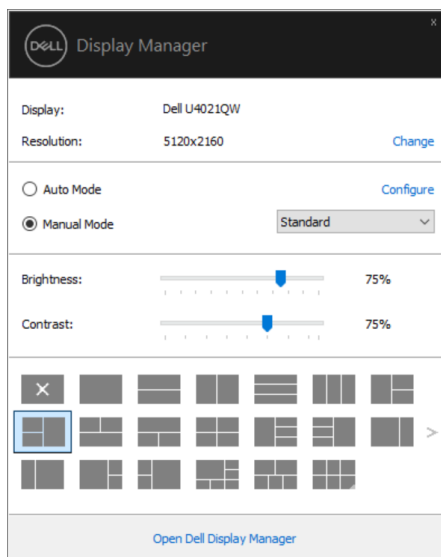 x
DELL Display Manager
Display: Dell U4021QW
Resolution: 5120x2160 Change
Auto Mode Configure
Manual Mode Standard
Brightness: 75%
Contrast: 75%
Open Dell Display Manager